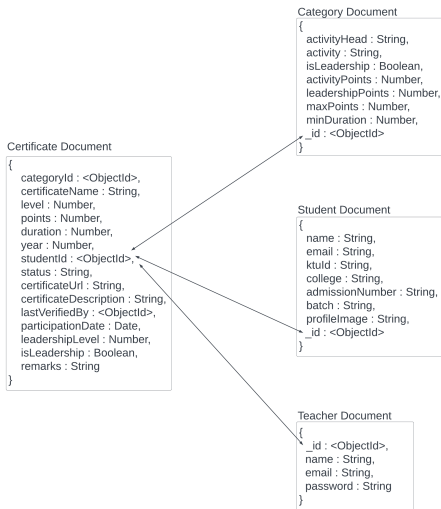 Category Document
{
activityHead : String,
activity : String,
isLeadership : Boolean,
activityPoints : Number,
leadershipPoints : Number,
maxPoints : Number,
minDuration : Number,
_id : <ObjectId>
}
Certificate Document
{
categoryId : <ObjectId>,
certificateName : String,
level : Number,
points : Number,
duration : Number,
year : Number,
studentId : <ObjectId>,
status : String,
certificateUrl : String,
certificateDescription : String,
lastVerifiedBy : <ObjectId>,
participationDate : Date,
leadershipLevel : Number,
isLeadership : Boolean,
remarks : String
}
Student Document
{
name : String,
email : String,
ktuId : String,
college : String,
admissionNumber : String,
batch : String,
profileImage : String,
_id : <ObjectId>
}
Teacher Document
{
_id : <ObjectId>,
name : String,
email : String,
password : String
}